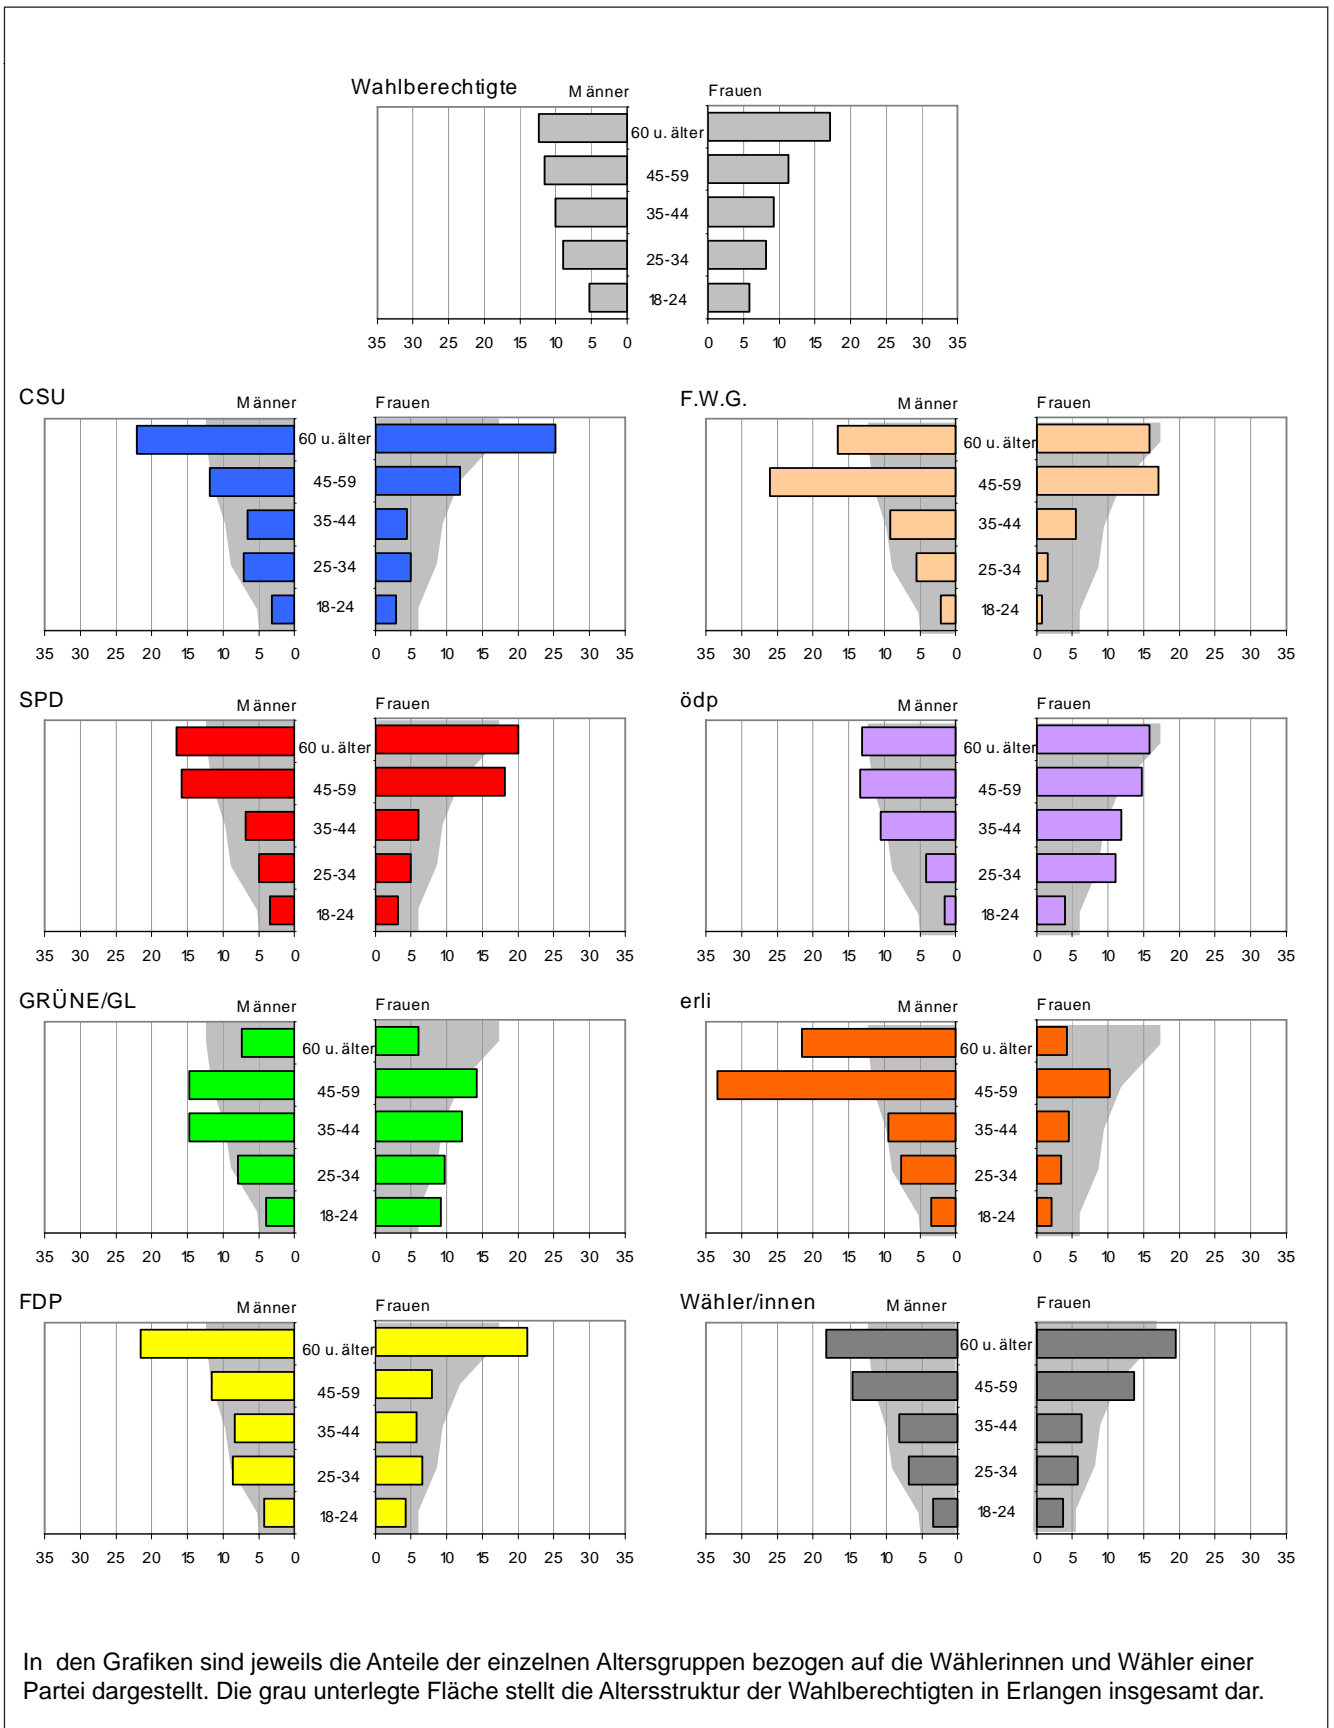 Wahlberechtigte
Männer Frauen
60 u. älter
45-59
35-44
25-34
18-24
35 30 25 20 15 10 5 0 0 5 10 15 20 25 30 35
CSU
Männer Frauen
60 u. älter
45-59
35-44
25-34
18-24
35 30 25 20 15 10 5 0 0 5 10 15 20 25 30 35
F.W.G.
Männer Frauen
60 u. älter
45-59
35-44
25-34
18-24
35 30 25 20 15 10 5 0 0 5 10 15 20 25 30 35
SPD
Männer Frauen
60 u. älter
45-59
35-44
25-34
18-24
35 30 25 20 15 10 5 0 0 5 10 15 20 25 30 35
ödp
Männer Frauen
60 u. älter
45-59
35-44
25-34
18-24
35 30 25 20 15 10 5 0 0 5 10 15 20 25 30 35
GRÜNE/GL
Männer Frauen
60 u. älter
45-59
35-44
25-34
18-24
35 30 25 20 15 10 5 0 0 5 10 15 20 25 30 35
erli
Männer Frauen
60 u. älter
45-59
35-44
25-34
18-24
35 30 25 20 15 10 5 0 0 5 10 15 20 25 30 35
FDP
Männer Frauen
60 u. älter
45-59
35-44
25-34
18-24
35 30 25 20 15 10 5 0 0 5 10 15 20 25 30 35
Wähler/innen
Männer Frauen
60 u. älter
45-59
35-44
25-34
18-24
35 30 25 20 15 10 5 0 0 5 10 15 20 25 30 35
In den Grafiken sind jeweils die Anteile der einzelnen Altersgruppen bezogen auf die Wählerinnen und Wähler einer
Partei dargestellt. Die grau unterlegte Fläche stellt die Altersstruktur der Wahlberechtigten in Erlangen insgesamt dar.